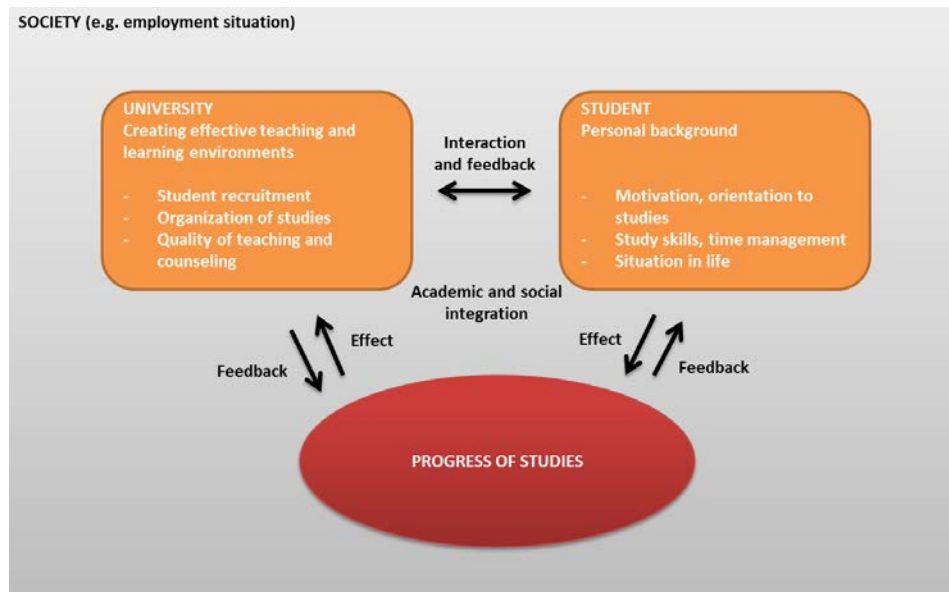 SOCIETY (e.g. employment situation)
UNIVERSITY
Creating effective teaching and
learning environments
- Student recruitment
- Organization of studies
- Quality of teaching and
counseling
Interaction
and feedback
STUDENT
Personal background
- Motivation, orientation to
studies
- Study skills, time management
- Situation in life
Academic and social
integration
Feedback
Effect
Effect
Feedback
PROGRESS OF STUDIES